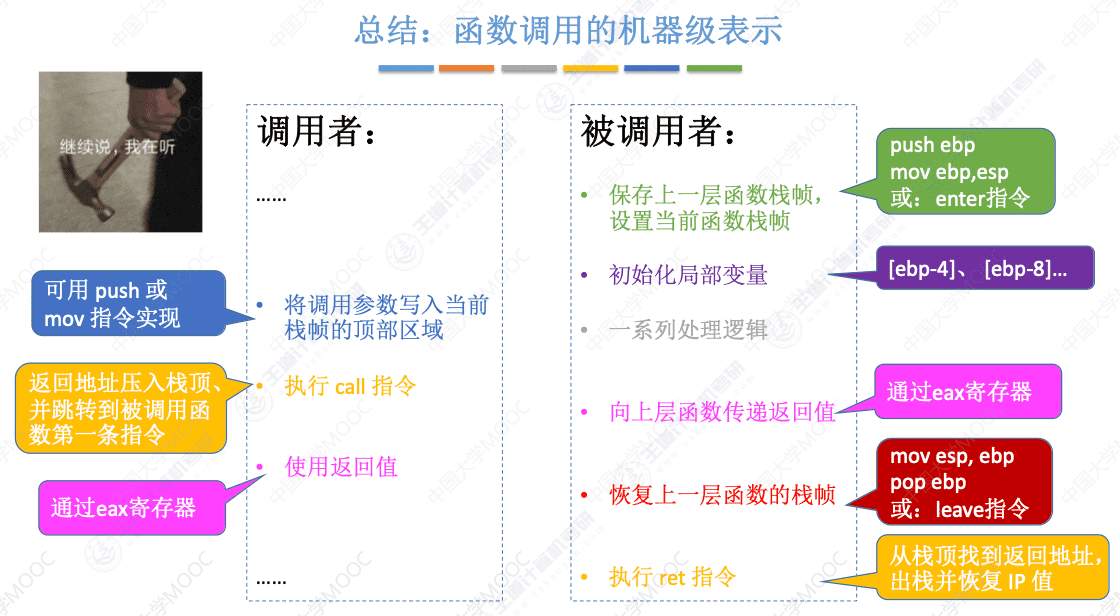 总结：函数调用的机器级表示
继续说，我在听
调用者：
……
可用 push 或
mov 指令实现
将调用参数写入当前
栈帧的顶部区域
返回地址压入栈顶、
并跳转到被调用函
数第一条指令
执行 call 指令
使用返回值
通过eax寄存器
……
被调用者：
保存上一层函数栈帧，
设置当前函数栈帧
push ebp
mov ebp,esp
或：enter指令
初始化局部变量
[ebp-4]、 [ebp-8]...
一系列处理逻辑
向上层函数传递返回值
通过eax寄存器
恢复上一层函数的栈帧
mov esp, ebp
pop ebp
或：leave指令
执行 ret 指令
从栈顶找到返回地址，
出栈并恢复 IP 值
中国大学MOOC
王道计算机考研